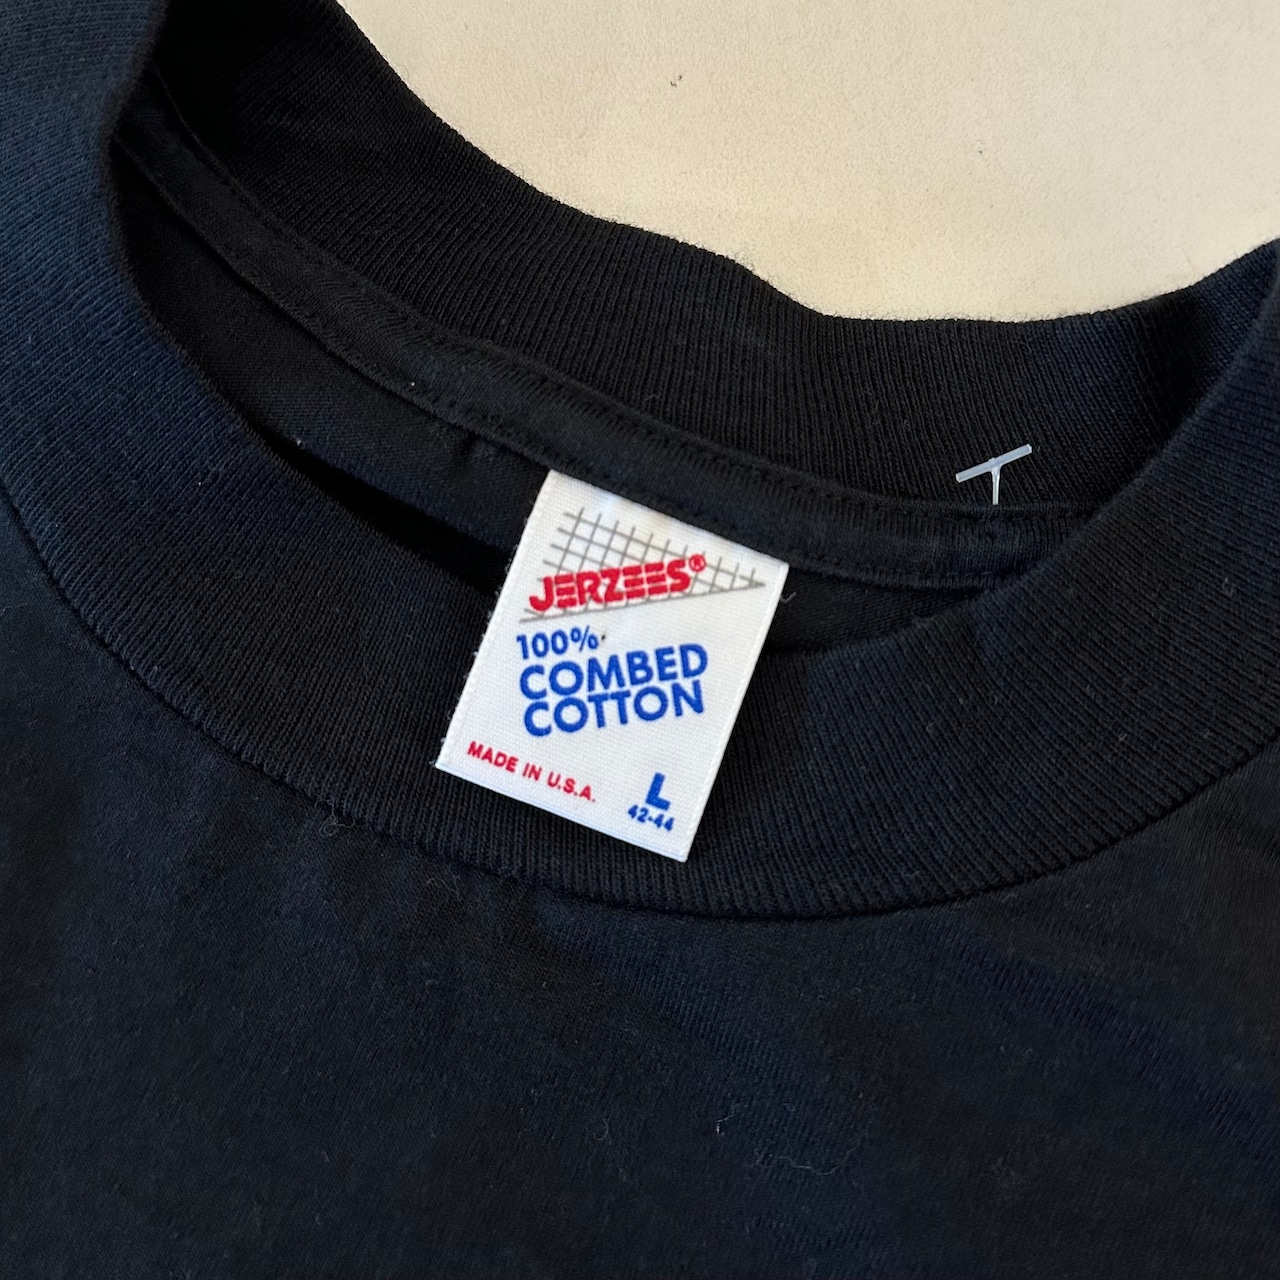 JERZEES®
100%
COMBED
COTTON
MADE IN U.S.A.
L
42-44